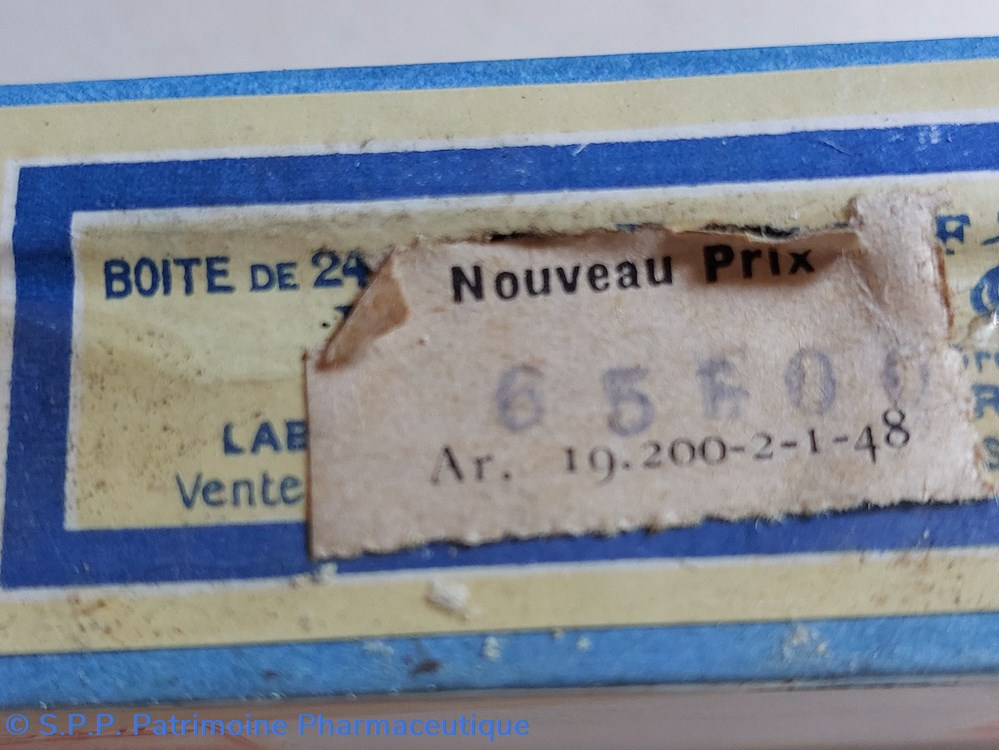 BOITE DE 24
Nouveau Prix
Ar. 19.200-2-1-48
LAB
Vente
© S.P.P. Patrimoine Pharmaceutique